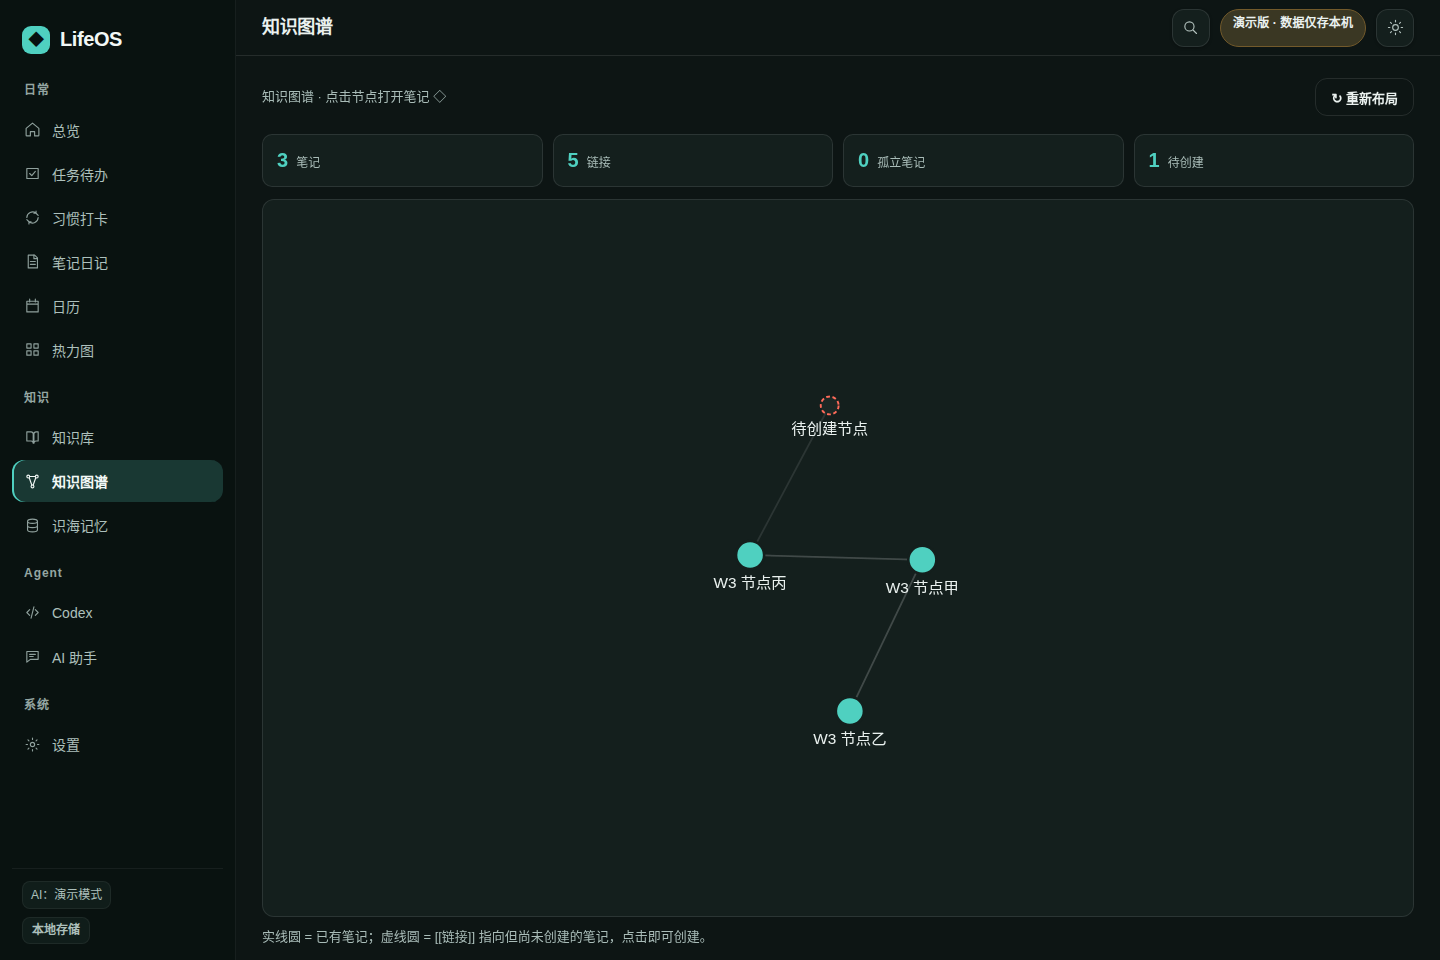 LifeOS
日常
总览
任务待办
习惯打卡
笔记日记
日历
热力图
知识
知识库
知识图谱
识海记忆
Agent
Codex
AI 助手
系统
设置
AI：演示模式
本地存储
知识图谱
演示版 · 数据仅存本机
知识图谱 · 点击节点打开笔记 ◇
↻ 重新布局
3 笔记
5 链接
0 孤立笔记
1 待创建
待创建节点
W3 节点丙
W3 节点甲
W3 节点乙
实线圆 = 已有笔记；虚线圆 = [[链接]] 指向但尚未创建的笔记，点击即可创建。